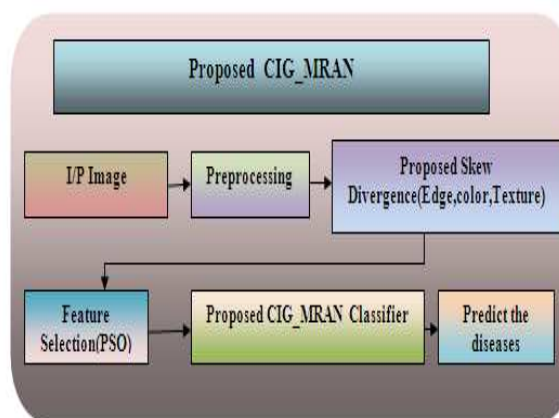 Proposed CIG_MRAN
I/P Image
Preprocessing
Proposed Skew
Divergence(Edge,color,Texture)
Feature
Selection(PSO)
Proposed CIG_MRAN Classifier
Predict the
diseases